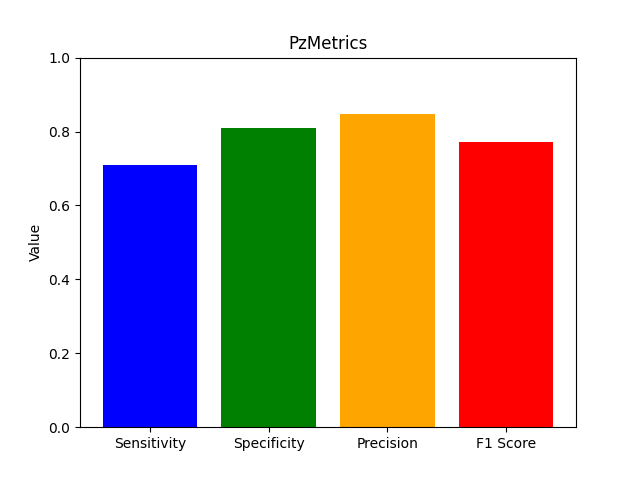 PzMetrics
1.0
0.8
0.6
0.4
0.2
0.0
Value
Sensitivity
Specificity
Precision
F1 Score